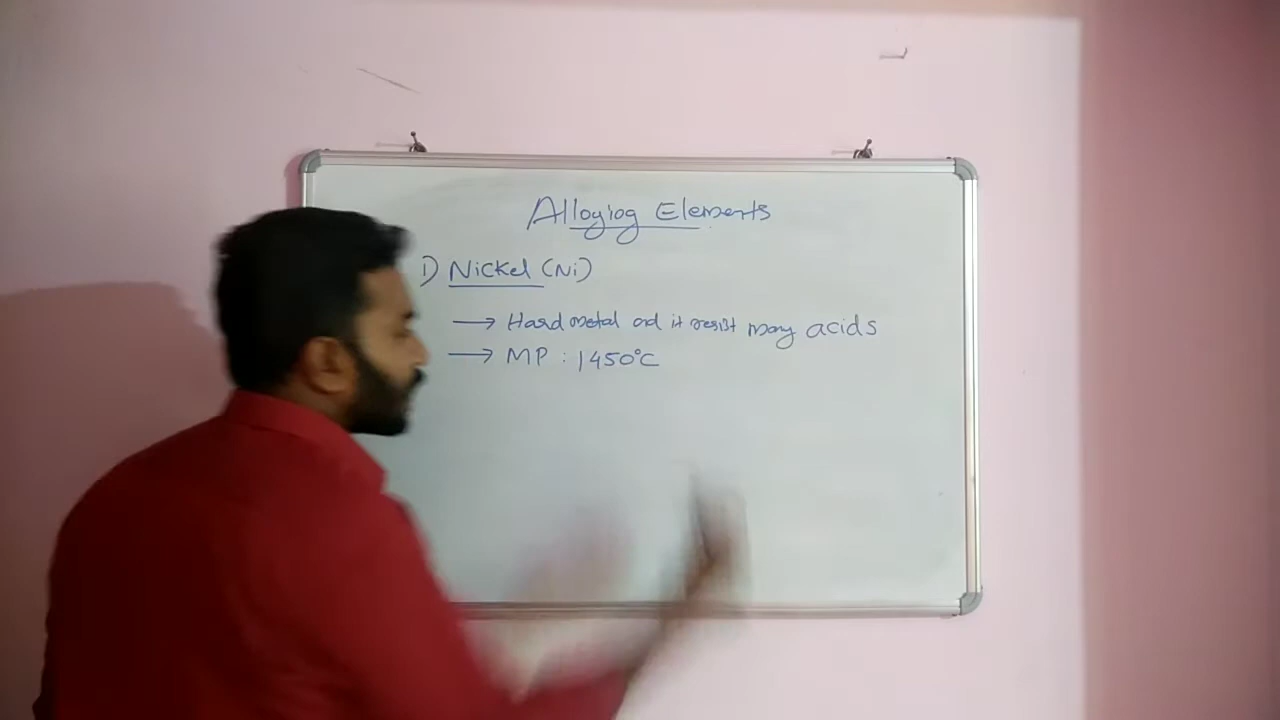 Alloying Elements
1) Nickel (Ni)
→ Hard metal and it resist many acids
→ MP : 1450°C